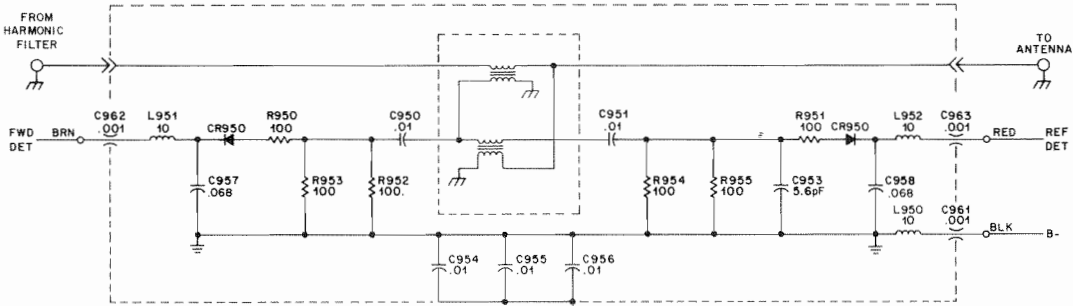 FROM
HARMONIC
FILTER
TO
ANTENNA
C962
.001
L951
10
CR950
R950
100
C950
.01
C951
.01
R951
100
CR950
L952
10
C963
.001
FWD
DET
BRN
RED
REF
DET
C957
.068
R953
100
R952
100.
R954
100
R955
100
C953
5.6pF
C958
.068
L950
10
C961
.001
BLK
B-
C954
.01
C955
.01
C956
.01